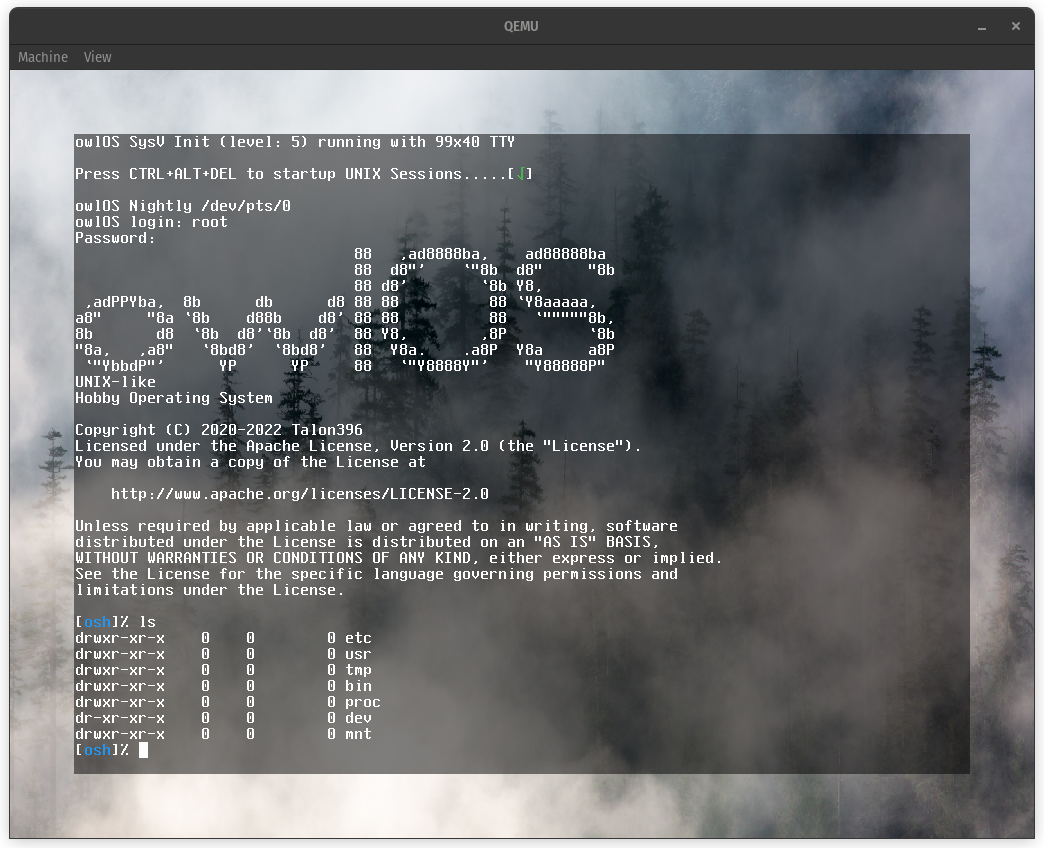 QEMU
Machine View
owlOS SysV Init (level: 5) running with 99x40 TTY
Press CTRL+ALT+DEL to startup UNIX Sessions.....[√]
owlOS Nightly /dev/pts/0
owlOS login: root
Password:
                               88   ,ad8888ba,    ad88888ba
                               88  d8"'    `"8b  d8"     "8b
                               88 d8'        `8b Y8,
 ,adPPYba,  8b      db      d8 88 88          88 `Y8aaaaa,
a8"     "8a `8b    d88b    d8' 88 88          88   `"""""8b,
8b       d8  `8b  d8'`8b  d8'  88 Y8,        ,8P         `8b
"8a,   ,a8"   `8bd8'  `8bd8'   88  Y8a.    .a8P  Y8a     a8P
 `"YbbdP"'      YP      YP     88   `"Y8888Y"'    "Y88888P"
UNIX-like
Hobby Operating System
Copyright (C) 2020-2022 Talon396
Licensed under the Apache License, Version 2.0 (the "License").
You may obtain a copy of the License at
http://www.apache.org/licenses/LICENSE-2.0
Unless required by applicable law or agreed to in writing, software
distributed under the License is distributed on an "AS IS" BASIS,
WITHOUT WARRANTIES OR CONDITIONS OF ANY KIND, either express or implied.
See the License for the specific language governing permissions and
limitations under the License.
[osh]% ls
drwxr-xr-x    0    0        0 etc
drwxr-xr-x    0    0        0 usr
drwxr-xr-x    0    0        0 tmp
drwxr-xr-x    0    0        0 bin
drwxr-xr-x    0    0        0 proc
dr-xr-xr-x    0    0        0 dev
drwxr-xr-x    0    0        0 mnt
[osh]%